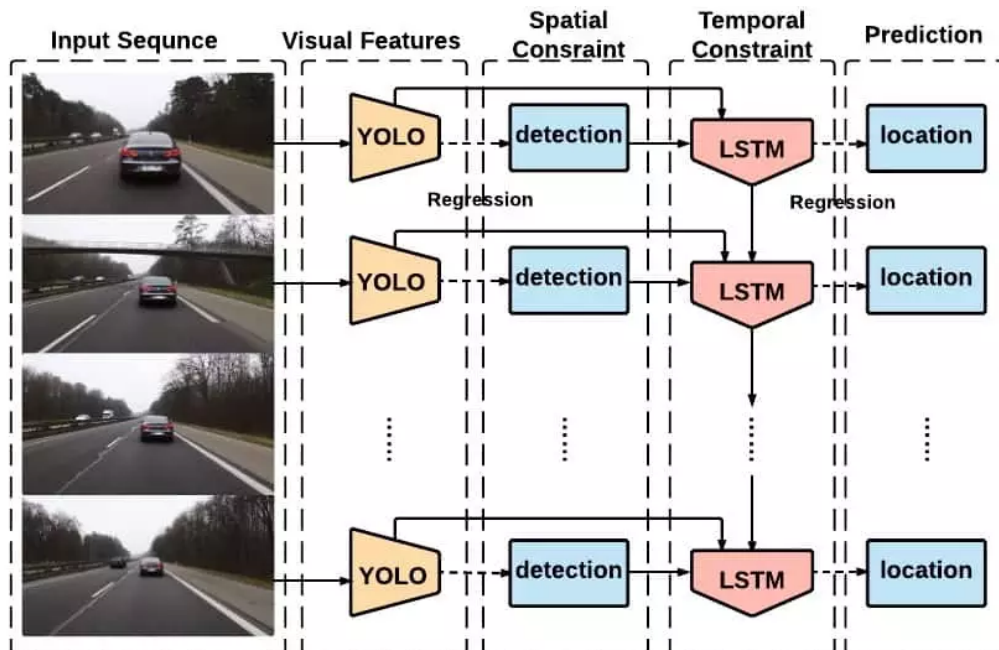 Input Sequnce
Visual Features
Spatial
Consraint
Temporal
Constraint
Prediction
YOLO
detection
LSTM
location
Regression
Regression
YOLO
detection
LSTM
location
YOLO
detection
LSTM
location